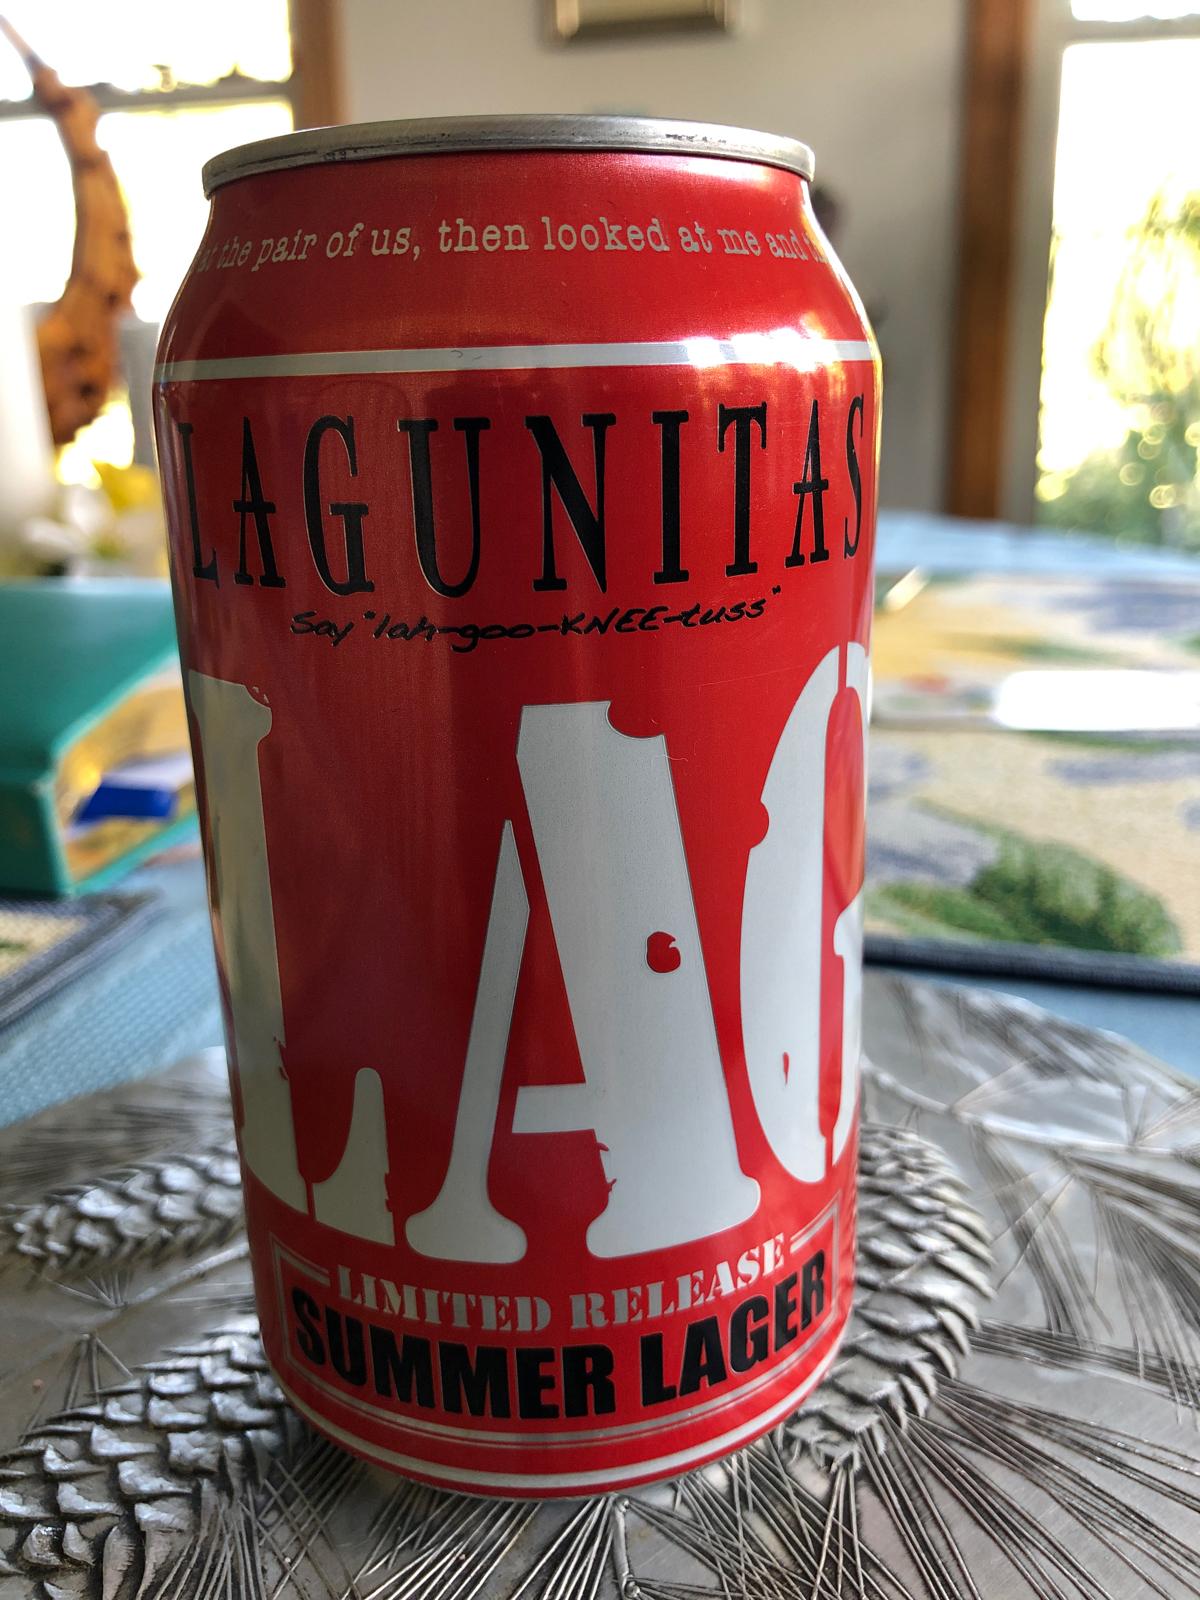 at the pair of us, then looked at me and
LAGUNITAS
Say "lah-goo-KNEE-tuss"
LAG
LIMITED RELEASE
SUMMER LAGER